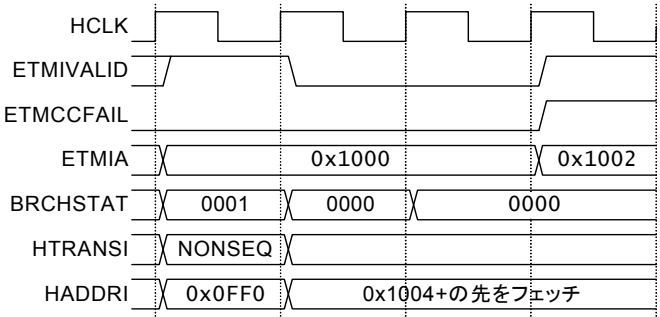 HCLK
ETMIVALID
ETMCCFAIL
ETMIA 0x1000 0x1002
BRCHSTAT 0001 0000 0000
HTRANSI NONSEQ
HADDRI 0x0FF0 0x1004+の先をフェッチ